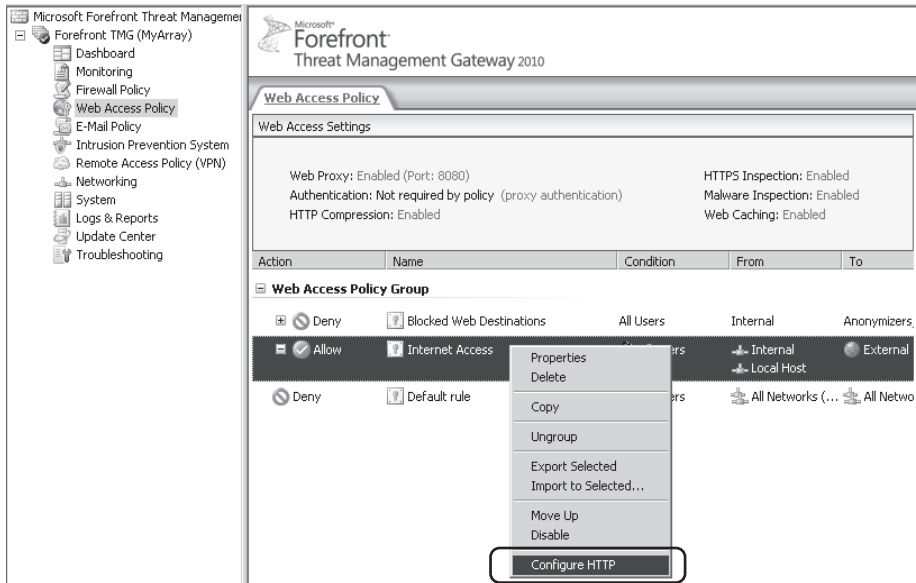 Microsoft Forefront Threat Manageme
Forefront TMG (MyArray)
Dashboard
Monitoring
Firewall Policy
Web Access Policy
E-Mail Policy
Intrusion Prevention System
Remote Access Policy (VPN)
Networking
System
Logs & Reports
Update Center
Troubleshooting
Microsoft
Forefront
Threat Management Gateway 2010
Web Access Policy
Web Access Settings
Web Proxy: Enabled (Port: 8080)
HTTPS Inspection: Enabled
Authentication: Not required by policy (proxy authentication)
Malware Inspection: Enabled
HTTP Compression: Enabled
Web Caching: Enabled
Action Name Condition From To
Web Access Policy Group
Deny Blocked Web Destinations All Users Internal Anonymizers
Allow Internet Access ers Internal External
Local Host
Deny Default rule ers All Networks (... All Netwo
Properties
Delete
Copy
Ungroup
Export Selected
Import to Selected...
Move Up
Disable
Configure HTTP